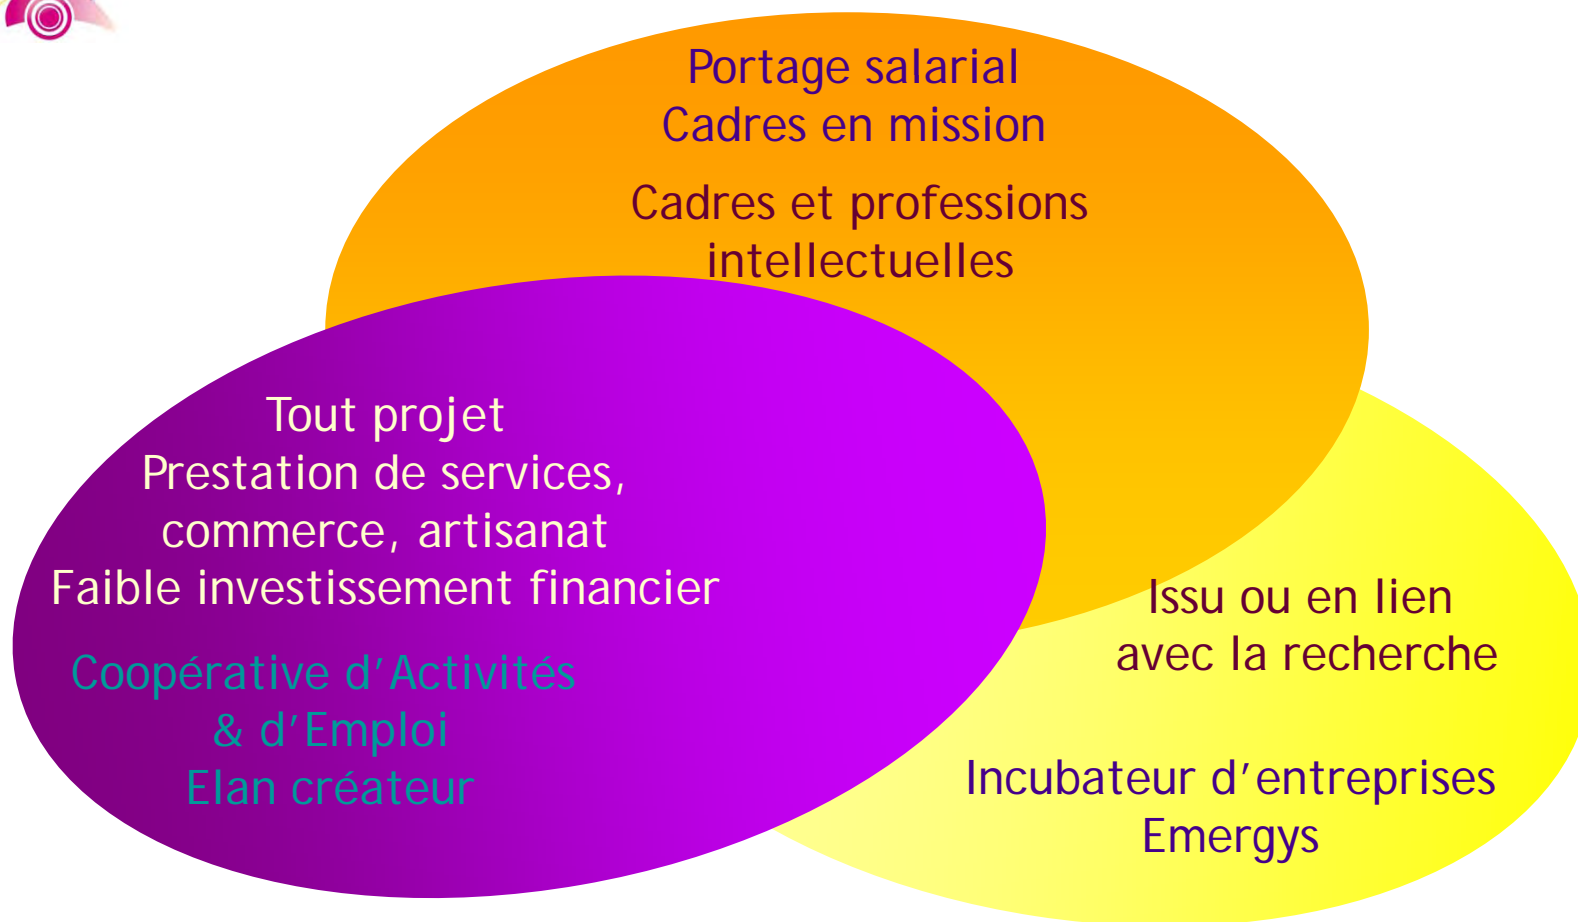 Portage salarial
Cadres en mission
Cadres et professions
intellectuelles
Tout projet
Prestation de services,
commerce, artisanat
Faible investissement financier
Coopérative d’Activités
& d’Emploi
Elan créateur
Issu ou en lien
avec la recherche
Incubateur d’entreprises
Emergys